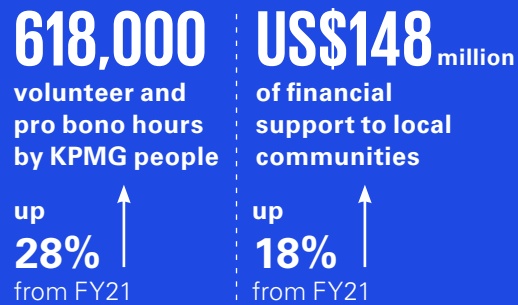 618,000
volunteer and
pro bono hours
by KPMG people
up
28%
from FY21
US$148 million
of financial
support to local
communities
up
18%
from FY21